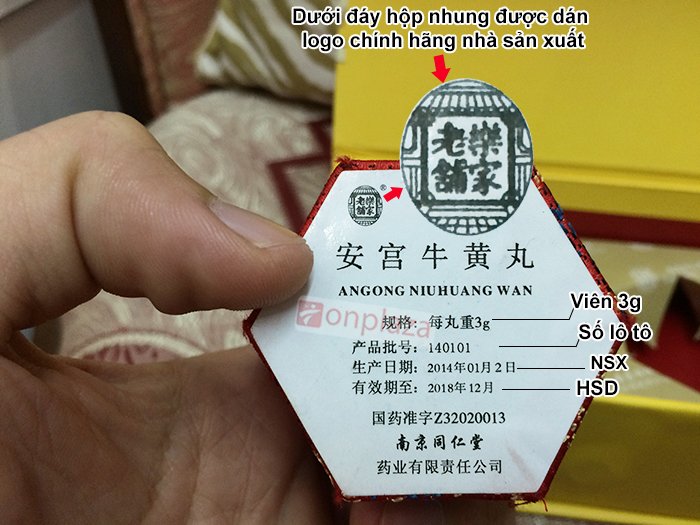 Dưới đáy hộp nhung được dán
logo chính hãng nhà sản xuất
老樂
舖家
老樂
舖家
®
安宫牛黄丸
ANGONG NIUHUANG WAN
onplaza
规格: 每丸重3g
Viên 3g
产品批号: 140101
Số lô tô
生产日期: 2014年01月2日
NSX
有效期至: 2018年12月
HSD
国药准字Z32020013
南京同仁堂
药业有限责任公司